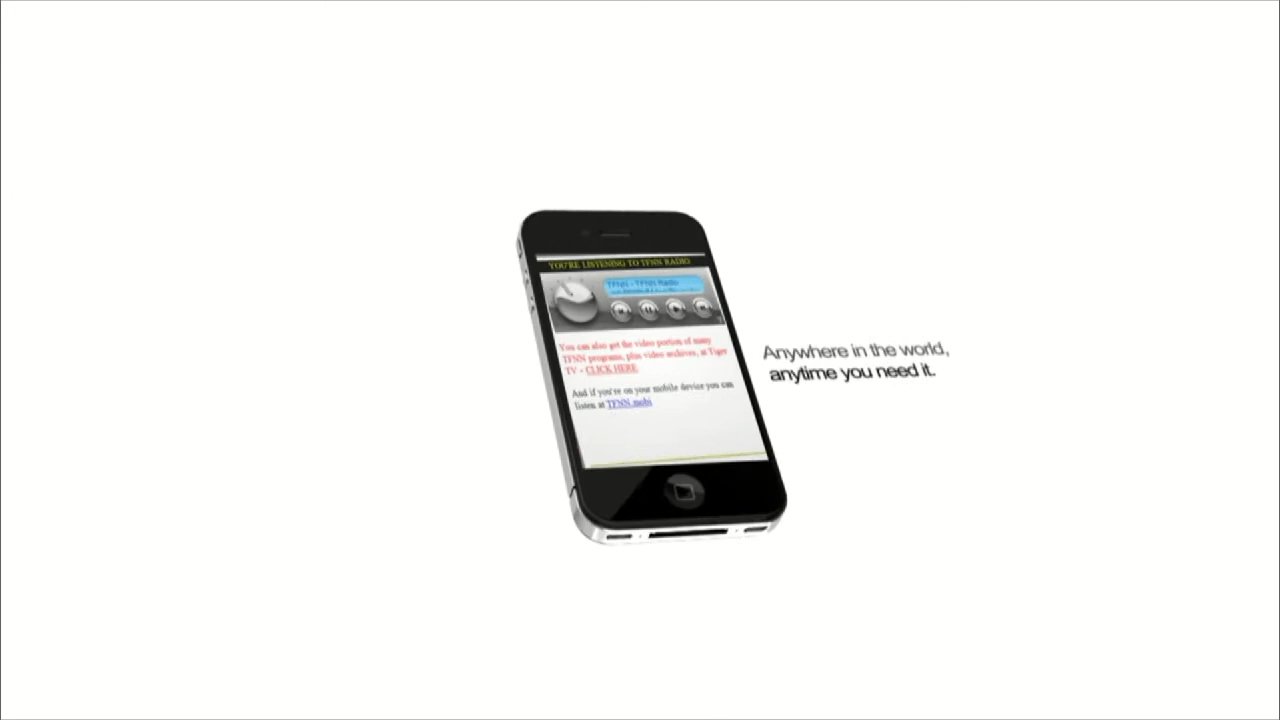 YOU'RE LISTENING TO TFNN RADIO
TFNN - TFNN Radio
You can also get the video portion of many
TFNN programs, plus video archives, at Tiger
TV - CLICK HERE
And if you're on your mobile device you can
listen at TFNN.mobi
Anywhere in the world,
anytime you need it.